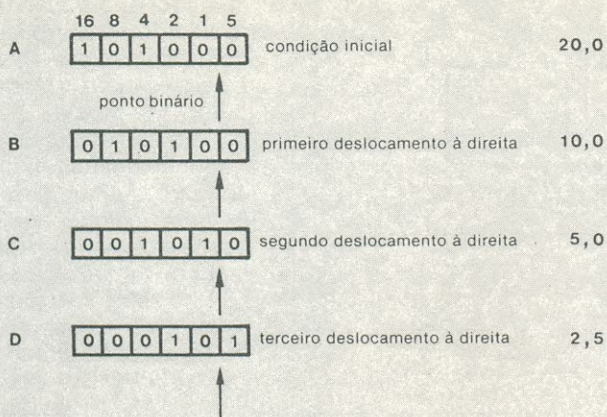 16 8 4 2 1 5
A 1 0 1 0 0 0 condição inicial 20,0
ponto binário
B 0 1 0 1 0 0 primeiro deslocamento à direita 10,0
C 0 0 1 0 1 0 segundo deslocamento à direita 5,0
D 0 0 0 1 0 1 terceiro deslocamento à direita 2,5